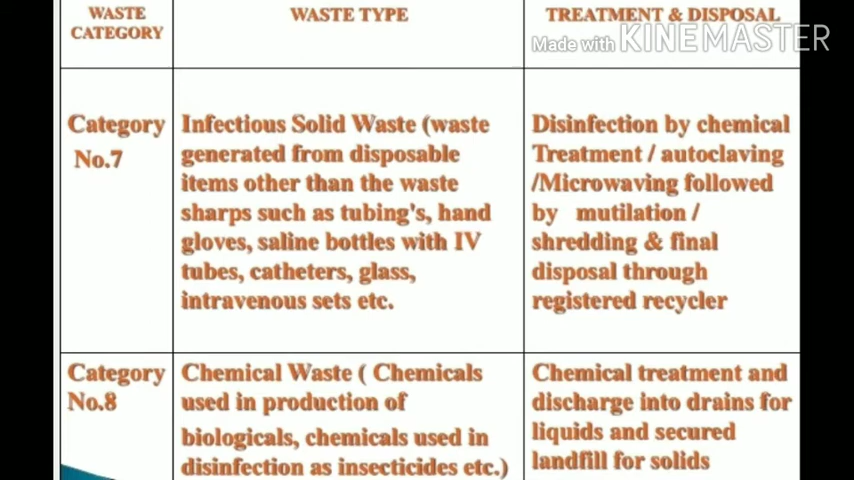 WASTE CATEGORY
WASTE TYPE
TREATMENT & DISPOSAL
Made with KINEMASTER
Category
No.7
Infectious Solid Waste (waste
generated from disposable
items other than the waste
sharps such as tubing's, hand
gloves, saline bottles with IV
tubes, catheters, glass,
intravenous sets etc.
Disinfection by chemical
Treatment / autoclaving
/Microwaving followed
by mutilation /
shredding & final
disposal through
registered recycler
Category
No.8
Chemical Waste ( Chemicals
used in production of
biologicals, chemicals used in
disinfection as insecticides etc.)
Chemical treatment and
discharge into drains for
liquids and secured
landfill for solids